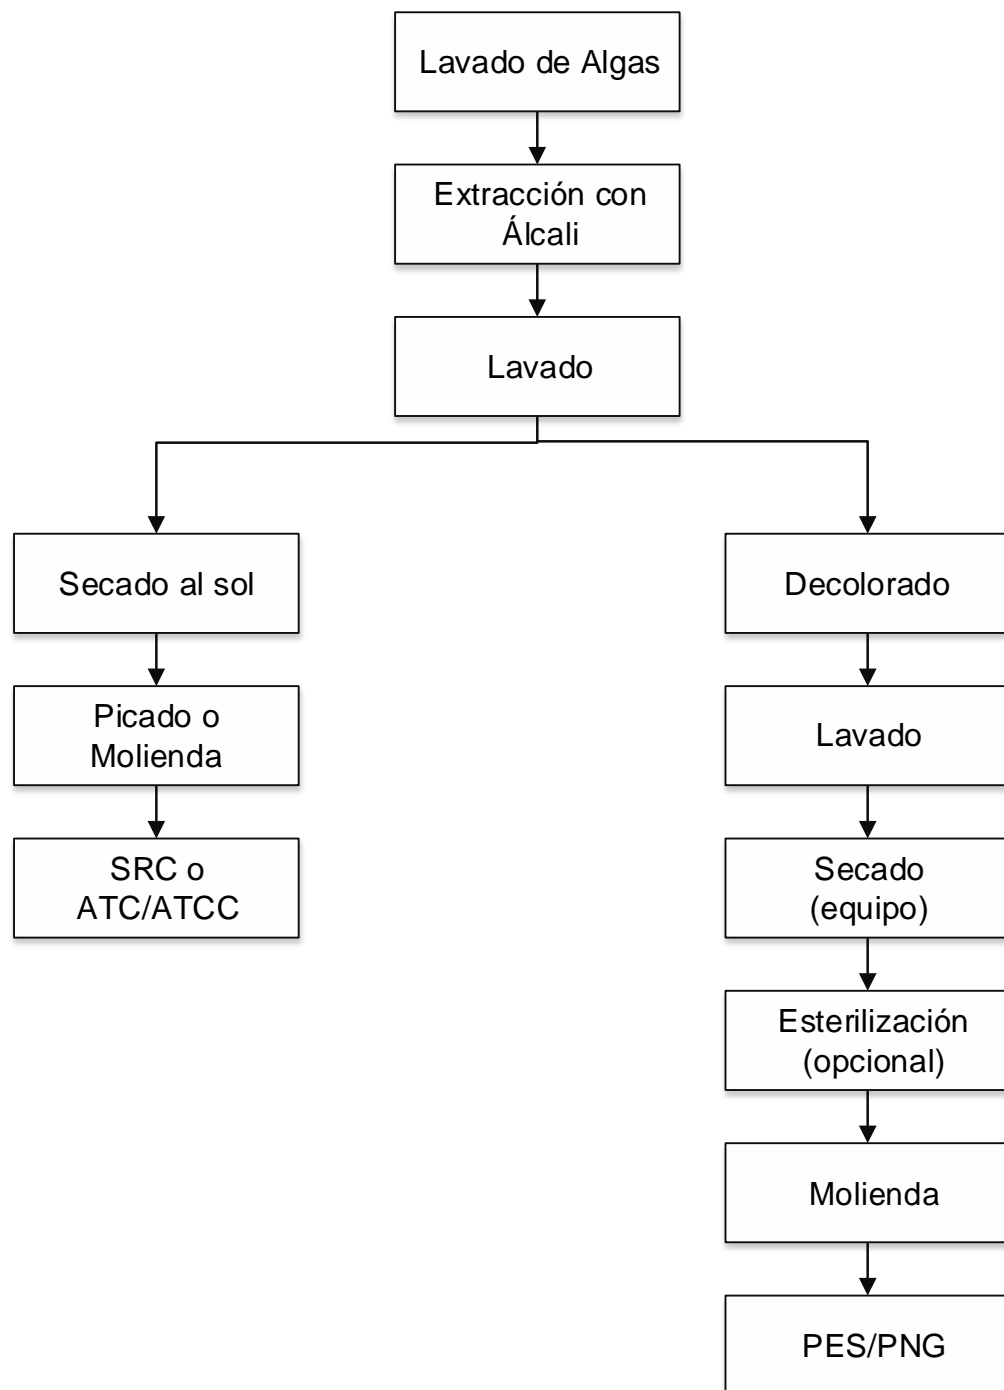 Lavado de Algas
Extracción con
Álcali
Lavado
Secado al sol
Picado o
Molienda
SRC o
ATC/ATCC
Decolorado
Lavado
Secado
(equipo)
Esterilización
(opcional)
Molienda
PES/PNG